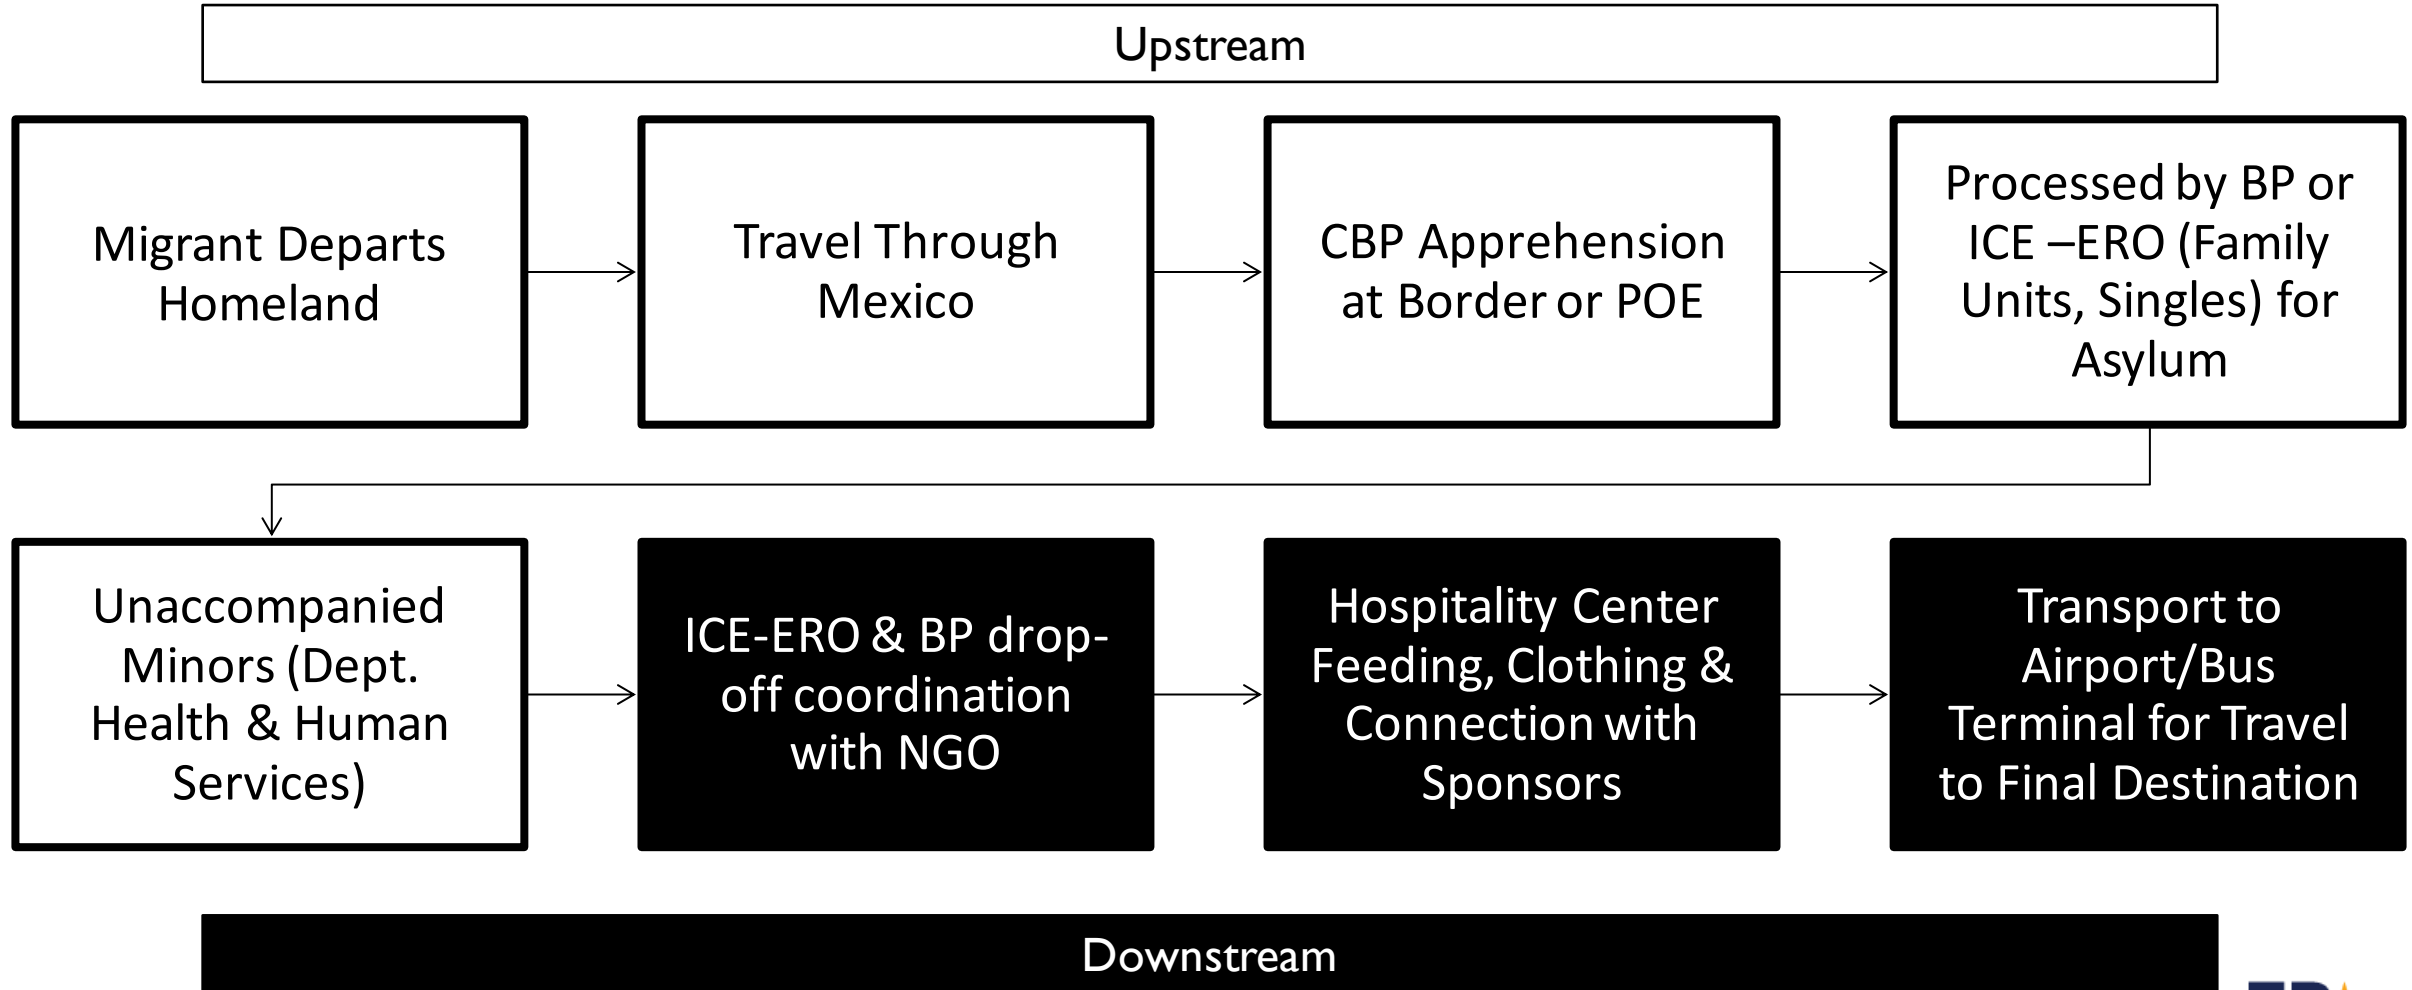 Upstream
Migrant Departs
Homeland
Travel Through
Mexico
CBP Apprehension
at Border or POE
Processed by BP or
ICE –ERO (Family
Units, Singles) for
Asylum
Unaccompanied
Minors (Dept.
Health & Human
Services)
ICE-ERO & BP drop-
off coordination
with NGO
Hospitality Center
Feeding, Clothing &
Connection with
Sponsors
Transport to
Airport/Bus
Terminal for Travel
to Final Destination
Downstream